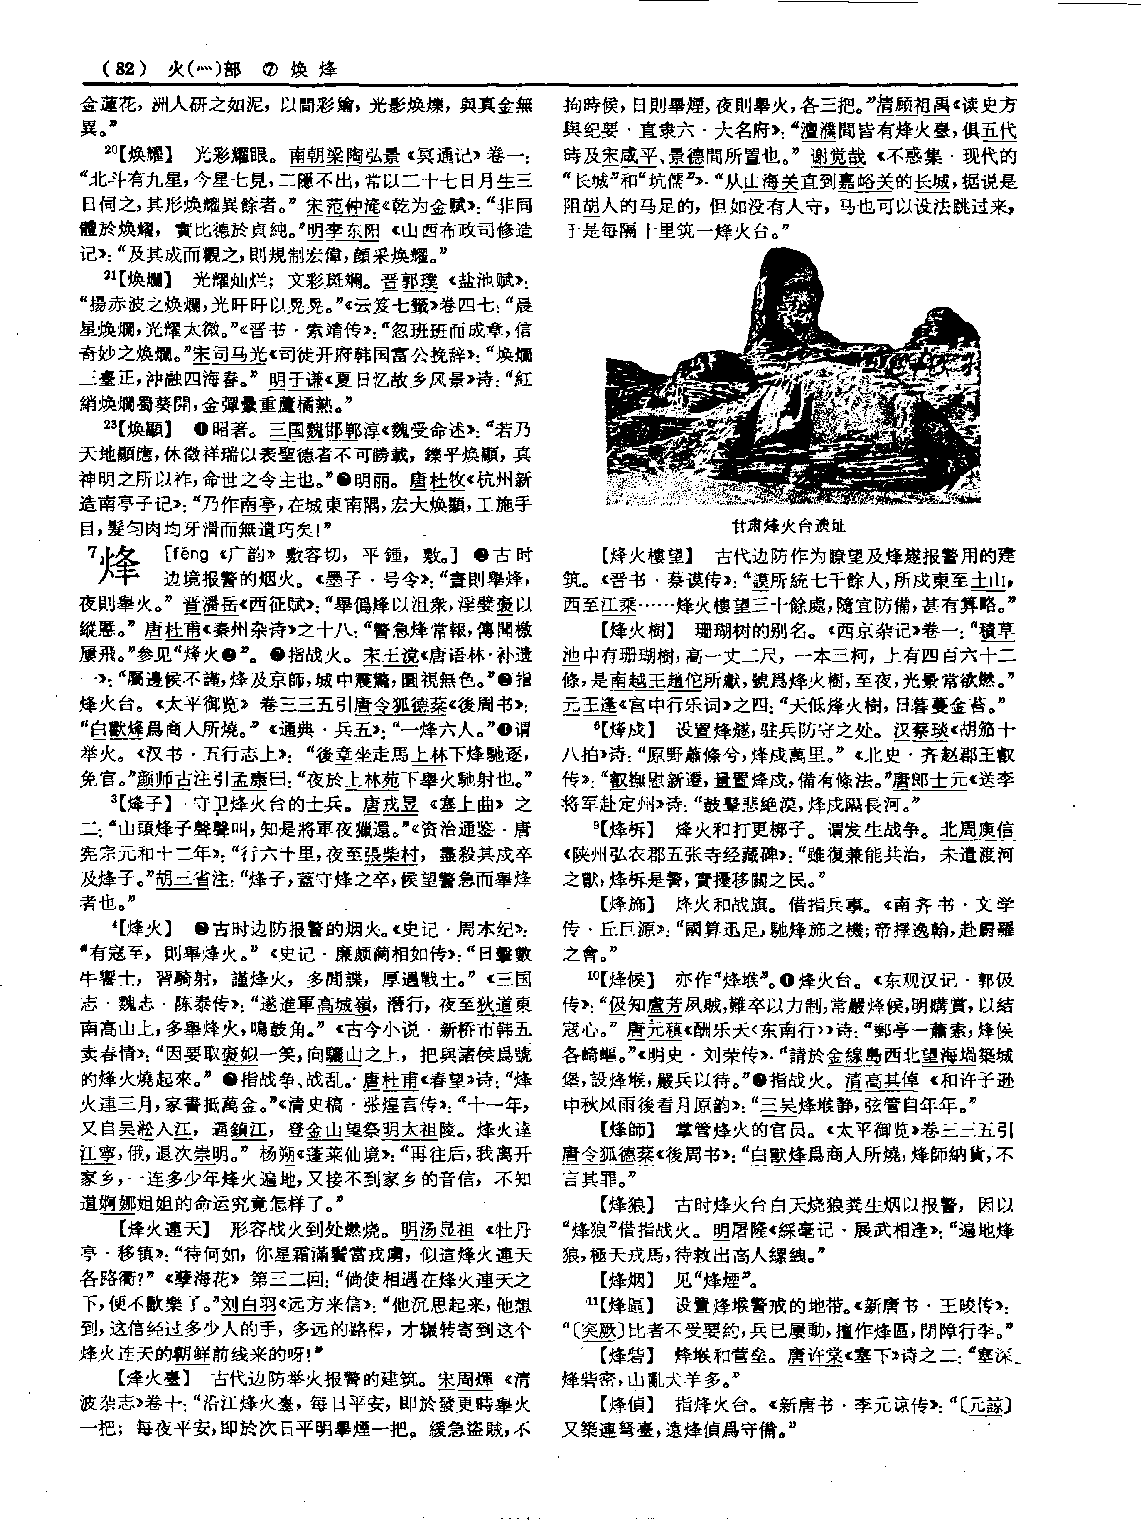 (82) 火(灬)部 ⑦ 焕 烽
金蓮花，洲人研之如泥，以間彩繪，光影焕爍，與真金無
異。”
20【焕耀】 光彩耀眼。南朝梁陶弘景《冥通记》卷一：
“北斗有九星，今星七見，二隱不出，常以二十七日月生三
日伺之，其形焕耀異餘者。”宋范仲淹《乾为金赋》：“非同
體於焕耀，實比德於貞純。”明李东阳《山西布政司修造
记》：“及其成而觀之，則規制宏偉，顔采焕耀。”
21【焕爛】 光耀灿烂；文彩斑斓。晋郭璞《盐池赋》：
“揚赤波之焕爛，光旰旰以晃晃。”《云笈七籤》卷四七：“晨
星焕爛，光耀太微。”《晋书·索靖传》：“忽班班而成章，信
奇妙之焕爛。”宋司马光《司徒开府韩国富公挽辞》：“焕爛
三臺正，沖融四海春。”明于谦《夏日忆故乡风景》诗：“紅
綃焕爛蜀葵開，金彈纍重蘆橘熟。”
23【焕顯】 ❶昭著。三国魏邯郸淳《魏受命述》：“若乃
天地顯應，休徵祥瑞以表聖德者不可勝載，鑠乎焕顯，真
神明之所以祚，命世之令主也。”❷明丽。唐杜牧《杭州新
造南亭子记》：“乃作南亭，在城東南隅，宏大焕顯，工施手
目，髮匀肉均牙滑而無遺巧矣！”
7烽 ［fēng《广韵》敷容切，平鍾，敷。］❶古时
边境报警的烟火。《墨子·号令》：“晝則舉烽，
夜則舉火。”晋潘岳《西征赋》：“舉僞烽以沮衆，淫嬖褒以
縱慝。”唐杜甫《秦州杂诗》之十八：“警急烽常報，傳聞檄
屢飛。”参见“烽火❶”。❷指战火。宋王谠《唐语林·补遗
一》：“屬邊候不謹，烽及京師，城中震驚，圜視無色。”❸指
烽火台。《太平御览》卷三三五引唐令狐德棻《後周书》：
“白獸烽爲商人所燒。”《通典·兵五》：“一烽六人。”❹谓
举火。《汉书·五行志上》：“後章坐走馬上林下烽馳逐，
免官。”颜师古注引孟康曰：“夜於上林苑下舉火馳射也。”
3【烽子】 守卫烽火台的士兵。唐戎昱《塞上曲》之
二：“山頭烽子聲聲叫，知是將軍夜獵還。”《资治通鉴·唐
宪宗元和十二年》：“行六十里，夜至張柴村，盡殺其戍卒
及烽子。”胡三省注：“烽子，蓋守烽之卒，候望警急而舉烽
者也。”
4【烽火】 ❶古时边防报警的烟火。《史记·周本纪》：
“有寇至，則舉烽火。”《史记·廉颇蔺相如传》：“日擊數
牛饗士，習騎射，謹烽火，多間諜，厚遇戰士。”《三国
志·魏志·陈泰传》：“遂進軍高城嶺，潛行，夜至狄道東
南高山上，多舉烽火，鳴鼓角。”《古今小说·新桥市韩五
卖春情》：“因要取褒姒一笑，向驪山之上，把與諸侯爲號
的烽火燒起來。”❷指战争、战乱。唐杜甫《春望》诗：“烽
火連三月，家書抵萬金。”《清史稿·张煌言传》：“十一年，
又自吴淞入江，逼鎮江，登金山望祭明太祖陵。烽火達
江寧，俄，退次崇明。”杨朔《蓬莱仙境》：“再往后，我离开
家乡，一连多少年烽火遍地，又接不到家乡的音信，不知
道婀娜姐姐的命运究竟怎样了。”
【烽火連天】 形容战火到处燃烧。明汤显祖《牡丹
亭·移镇》：“待何如，你星霜滿鬢當戎虜，似這烽火連天
各路衢？”《孽海花》第三二回：“倘使相遇在烽火連天之
下，便不歡樂了。”刘白羽《远方来信》：“他沉思起来，他想
到，这信经过多少人的手，多远的路程，才辗转寄到这个
烽火连天的朝鲜前线来的呀！”
【烽火臺】 古代边防举火报警的建筑。宋周煇《清
波杂志》卷十：“沿江烽火臺，每日平安，即於發更時舉火
一把；每夜平安，即於次日平明舉煙一把。緩急盜賊，不
拘時候，日則舉煙，夜則舉火，各三把。”清顾祖禹《读史方
舆纪要·直隶六·大名府》：“澶濮間皆有烽火臺，俱五代
時及宋咸平、景德間所置也。”谢觉哉《不惑集·现代的
“长城”和“坑儒”》：“从山海关直到嘉峪关的长城，据说是
阻胡人的马足的，但如没有人守，马也可以设法跳过来，
于是每隔十里筑一烽火台。”
甘肃烽火台遗址
【烽火樓望】 古代边防作为瞭望及烽燧报警用的建
筑。《晋书·蔡谟传》：“謨所統七千餘人，所戍東至土山，
西至江乘……烽火樓望三十餘處，隨宜防備，甚有算略。”
【烽火樹】 珊瑚树的别名。《西京杂记》卷一：“積草
池中有珊瑚樹，高一丈二尺，一本三柯，上有四百六十二
條，是南越王趙佗所獻，號爲烽火樹，至夜，光景常欲燃。”
元王逢《宫中行乐词》之四：“天低烽火樹，日暮蔓金苔。”
6【烽戍】 设置烽燧，驻兵防守之处。汉蔡琰《胡笳十
八拍》诗：“原野蕭條兮，烽戍萬里。”《北史·齐赵郡王叡
传》：“叡撫慰新遷，量置烽戍，備有條法。”唐郎士元《送李
将军赴定州》诗：“鼓鼙悲絶漠，烽戍隔長河。”
9【烽柝】 烽火和打更梆子。谓发生战争。北周庾信
《陕州弘农郡五张寺经藏碑》：“雖復兼能共治，未遣渡河
之獸，烽柝是警，實擾移關之民。”
【烽旆】 烽火和战旗。借指兵事。《南齐书·文学
传·丘巨源》：“國算迅足，馳烽旆之機；帝擇逸翰，赴罻羅
之會。”
10【烽候】 亦作“烽堠”。❶烽火台。《东观汉记·郭伋
传》：“伋知盧芳夙賊，難卒以力制，常嚴烽候，明購賞，以結
寇心。”唐元稹《酬乐天〈东南行〉》诗：“郵亭一蕭索，烽候
各崎嶇。”《明史·刘荣传》：“請於金線島西北望海堝築城
堡，設烽堠，嚴兵以待。”❷指战火。清高其倬《和许子逊
中秋风雨後看月原韵》：“三吴烽堠静，弦管自年年。”
【烽師】 掌管烽火的官员。《太平御览》卷三三五引
唐令狐德棻《後周书》：“白獸烽爲商人所燒，烽師納貨，不
言其罪。”
【烽狼】 古时烽火台白天烧狼粪生烟以报警，因以
“烽狼”借指战火。明屠隆《綵毫记·展武相逢》：“遍地烽
狼，極天戎馬，待救出高人縲絏。”
【烽烟】 见“烽煙”。
11【烽區】 设置烽堠警戒的地带。《新唐书·王晙传》：
“〔突厥〕比者不受要約，兵已屢動，擅作烽區，閉障行李。”
【烽砦】 烽堠和营垒。唐许棠《塞下》诗之二：“塞深
烽砦密，山亂犬羊多。”
【烽偵】 指烽火台。《新唐书·李元谅传》：“〔元諒〕
又築連弩臺，遠烽偵爲守備。”